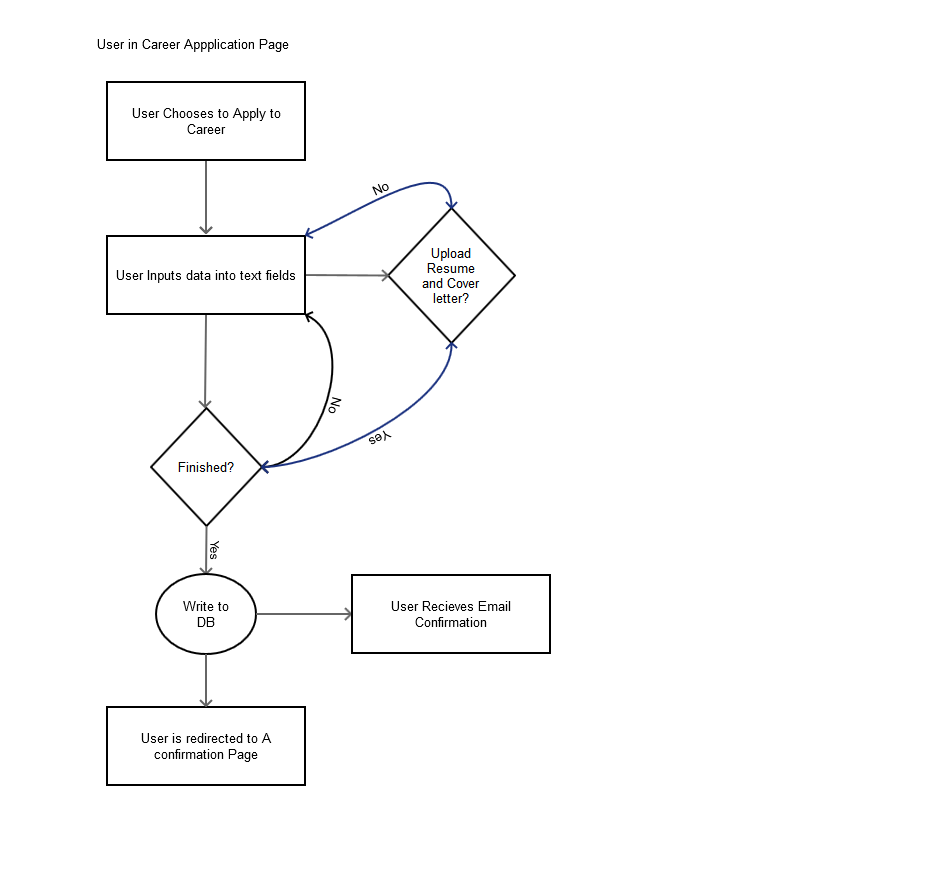 User in Career Appplication Page
User Chooses to Apply to
Career
No
Upload
Resume
and Cover
letter?
User Inputs data into text fields
No
Yes
Finished?
Yes
Write to
DB
User Recieves Email
Confirmation
User is redirected to A
confirmation Page